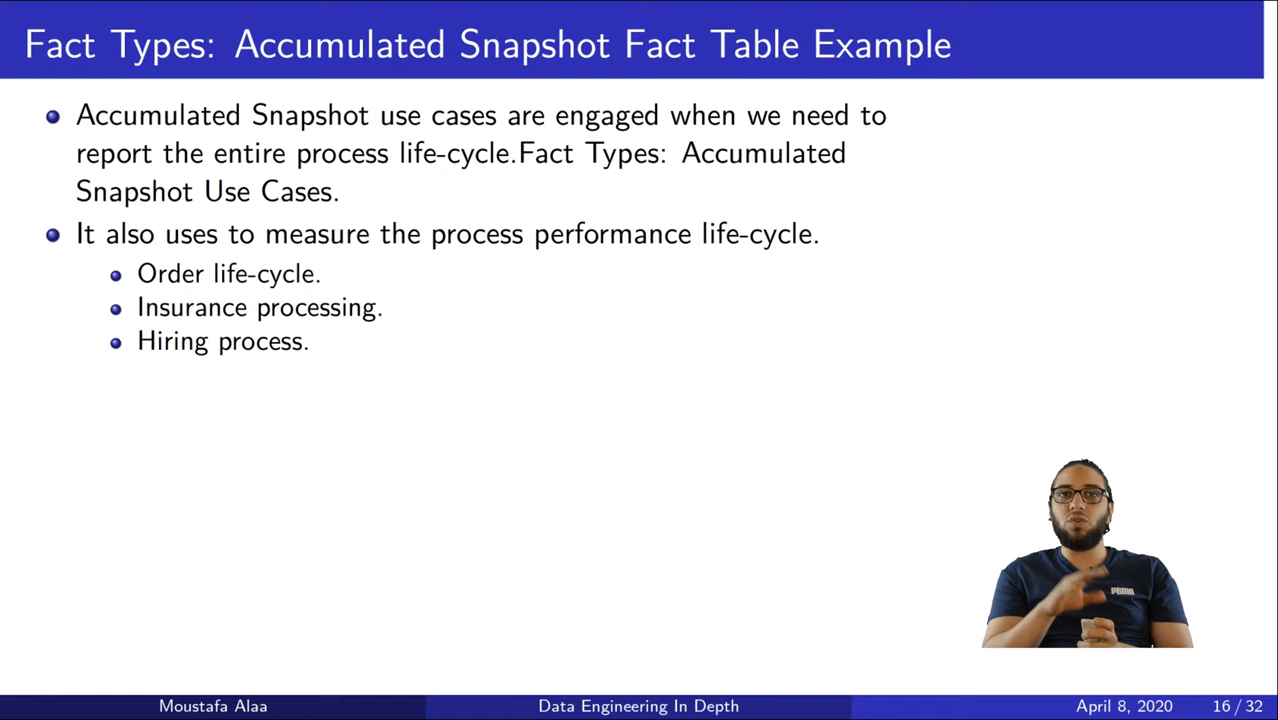 Fact Types: Accumulated Snapshot Fact Table Example
Accumulated Snapshot use cases are engaged when we need to
report the entire process life-cycle.Fact Types: Accumulated
Snapshot Use Cases.
It also uses to measure the process performance life-cycle.
Order life-cycle.
Insurance processing.
Hiring process.
PUMA
Moustafa Alaa
Data Engineering In Depth
April 8, 2020
16 / 32